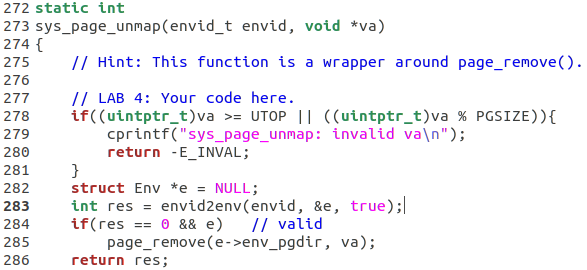 272 static int
273 sys_page_unmap(envid_t envid, void *va)
274 {
275     // Hint: This function is a wrapper around page_remove().
276
277     // LAB 4: Your code here.
278     if((uintptr_t)va >= UTOP || ((uintptr_t)va % PGSIZE)){
279         cprintf("sys_page_unmap: invalid va\n");
280         return -E_INVAL;
281     }
282     struct Env *e = NULL;
283     int res = envid2env(envid, &e, true);
284     if(res == 0 && e)   // valid
285         page_remove(e->env_pgdir, va);
286     return res;